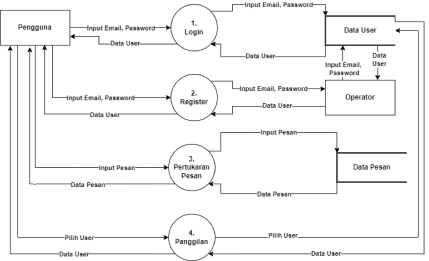 Pengguna
Input Email, Password
1.
Login
Input Email, Password
Data User
Data User
Data User
Input Email,
Password
Data
User
Input Email, Password
2.
Register
Input Email, Password
Operator
Data User
Data User
Input Pesan
3.
Pertukaran
Pesan
Input Pesan
Data Pesan
Data Pesan
Data Pesan
4.
Panggilan
Pilih User
Pilih User
Data User
Data User